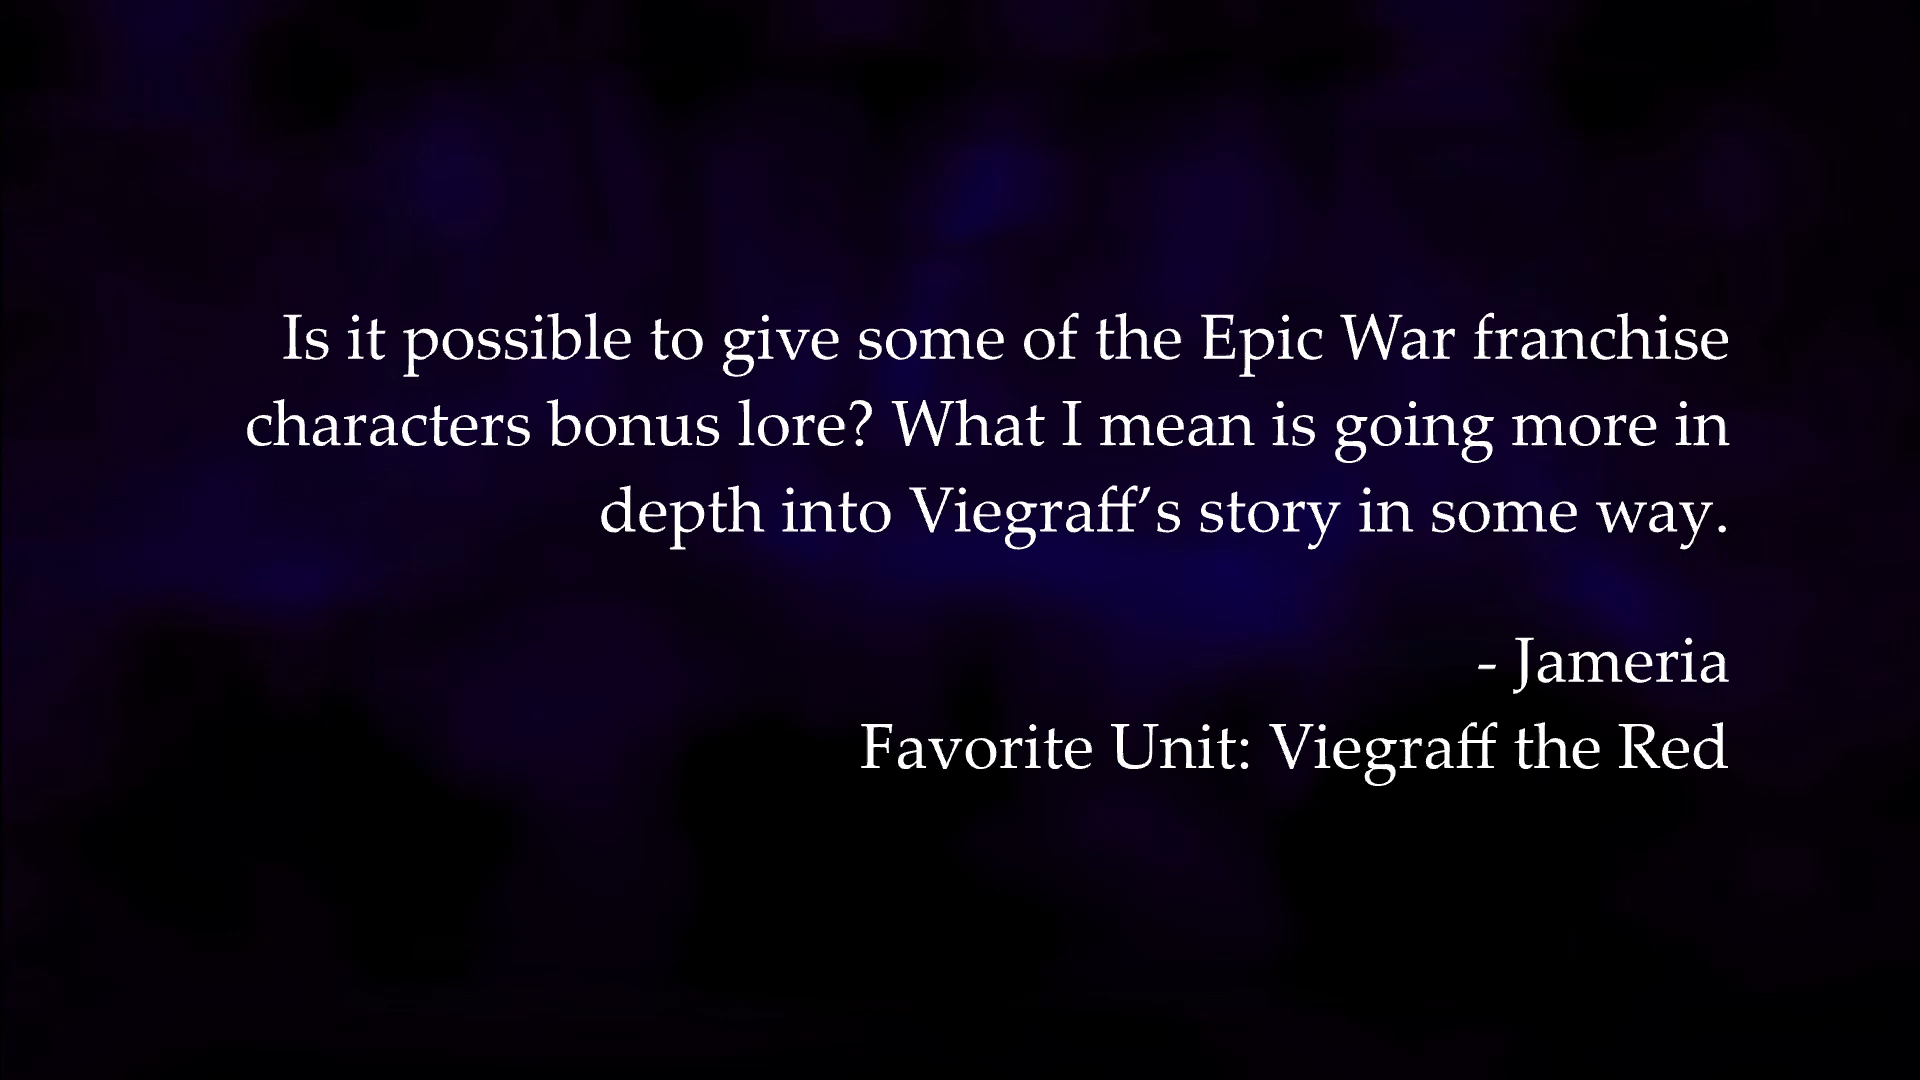 Is it possible to give some of the Epic War franchise
characters bonus lore? What I mean is going more in
depth into Viegraff’s story in some way.
- Jameria
Favorite Unit: Viegraff the Red